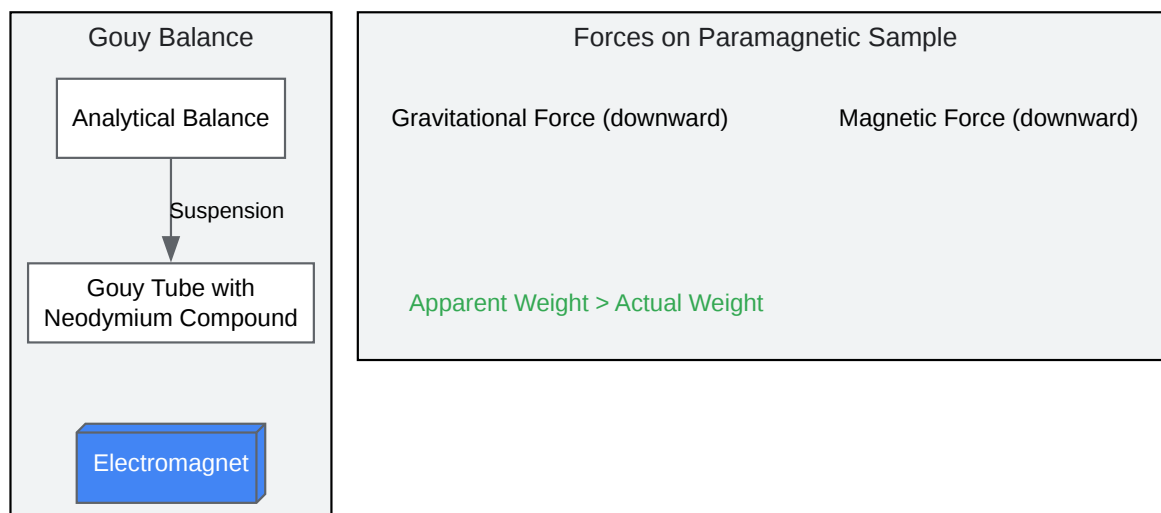 Gouy Balance
Analytical Balance
Suspension
Gouy Tube with
Neodymium Compound
Electromagnet
Forces on Paramagnetic Sample
Gravitational Force (downward)
Magnetic Force (downward)
Apparent Weight > Actual Weight